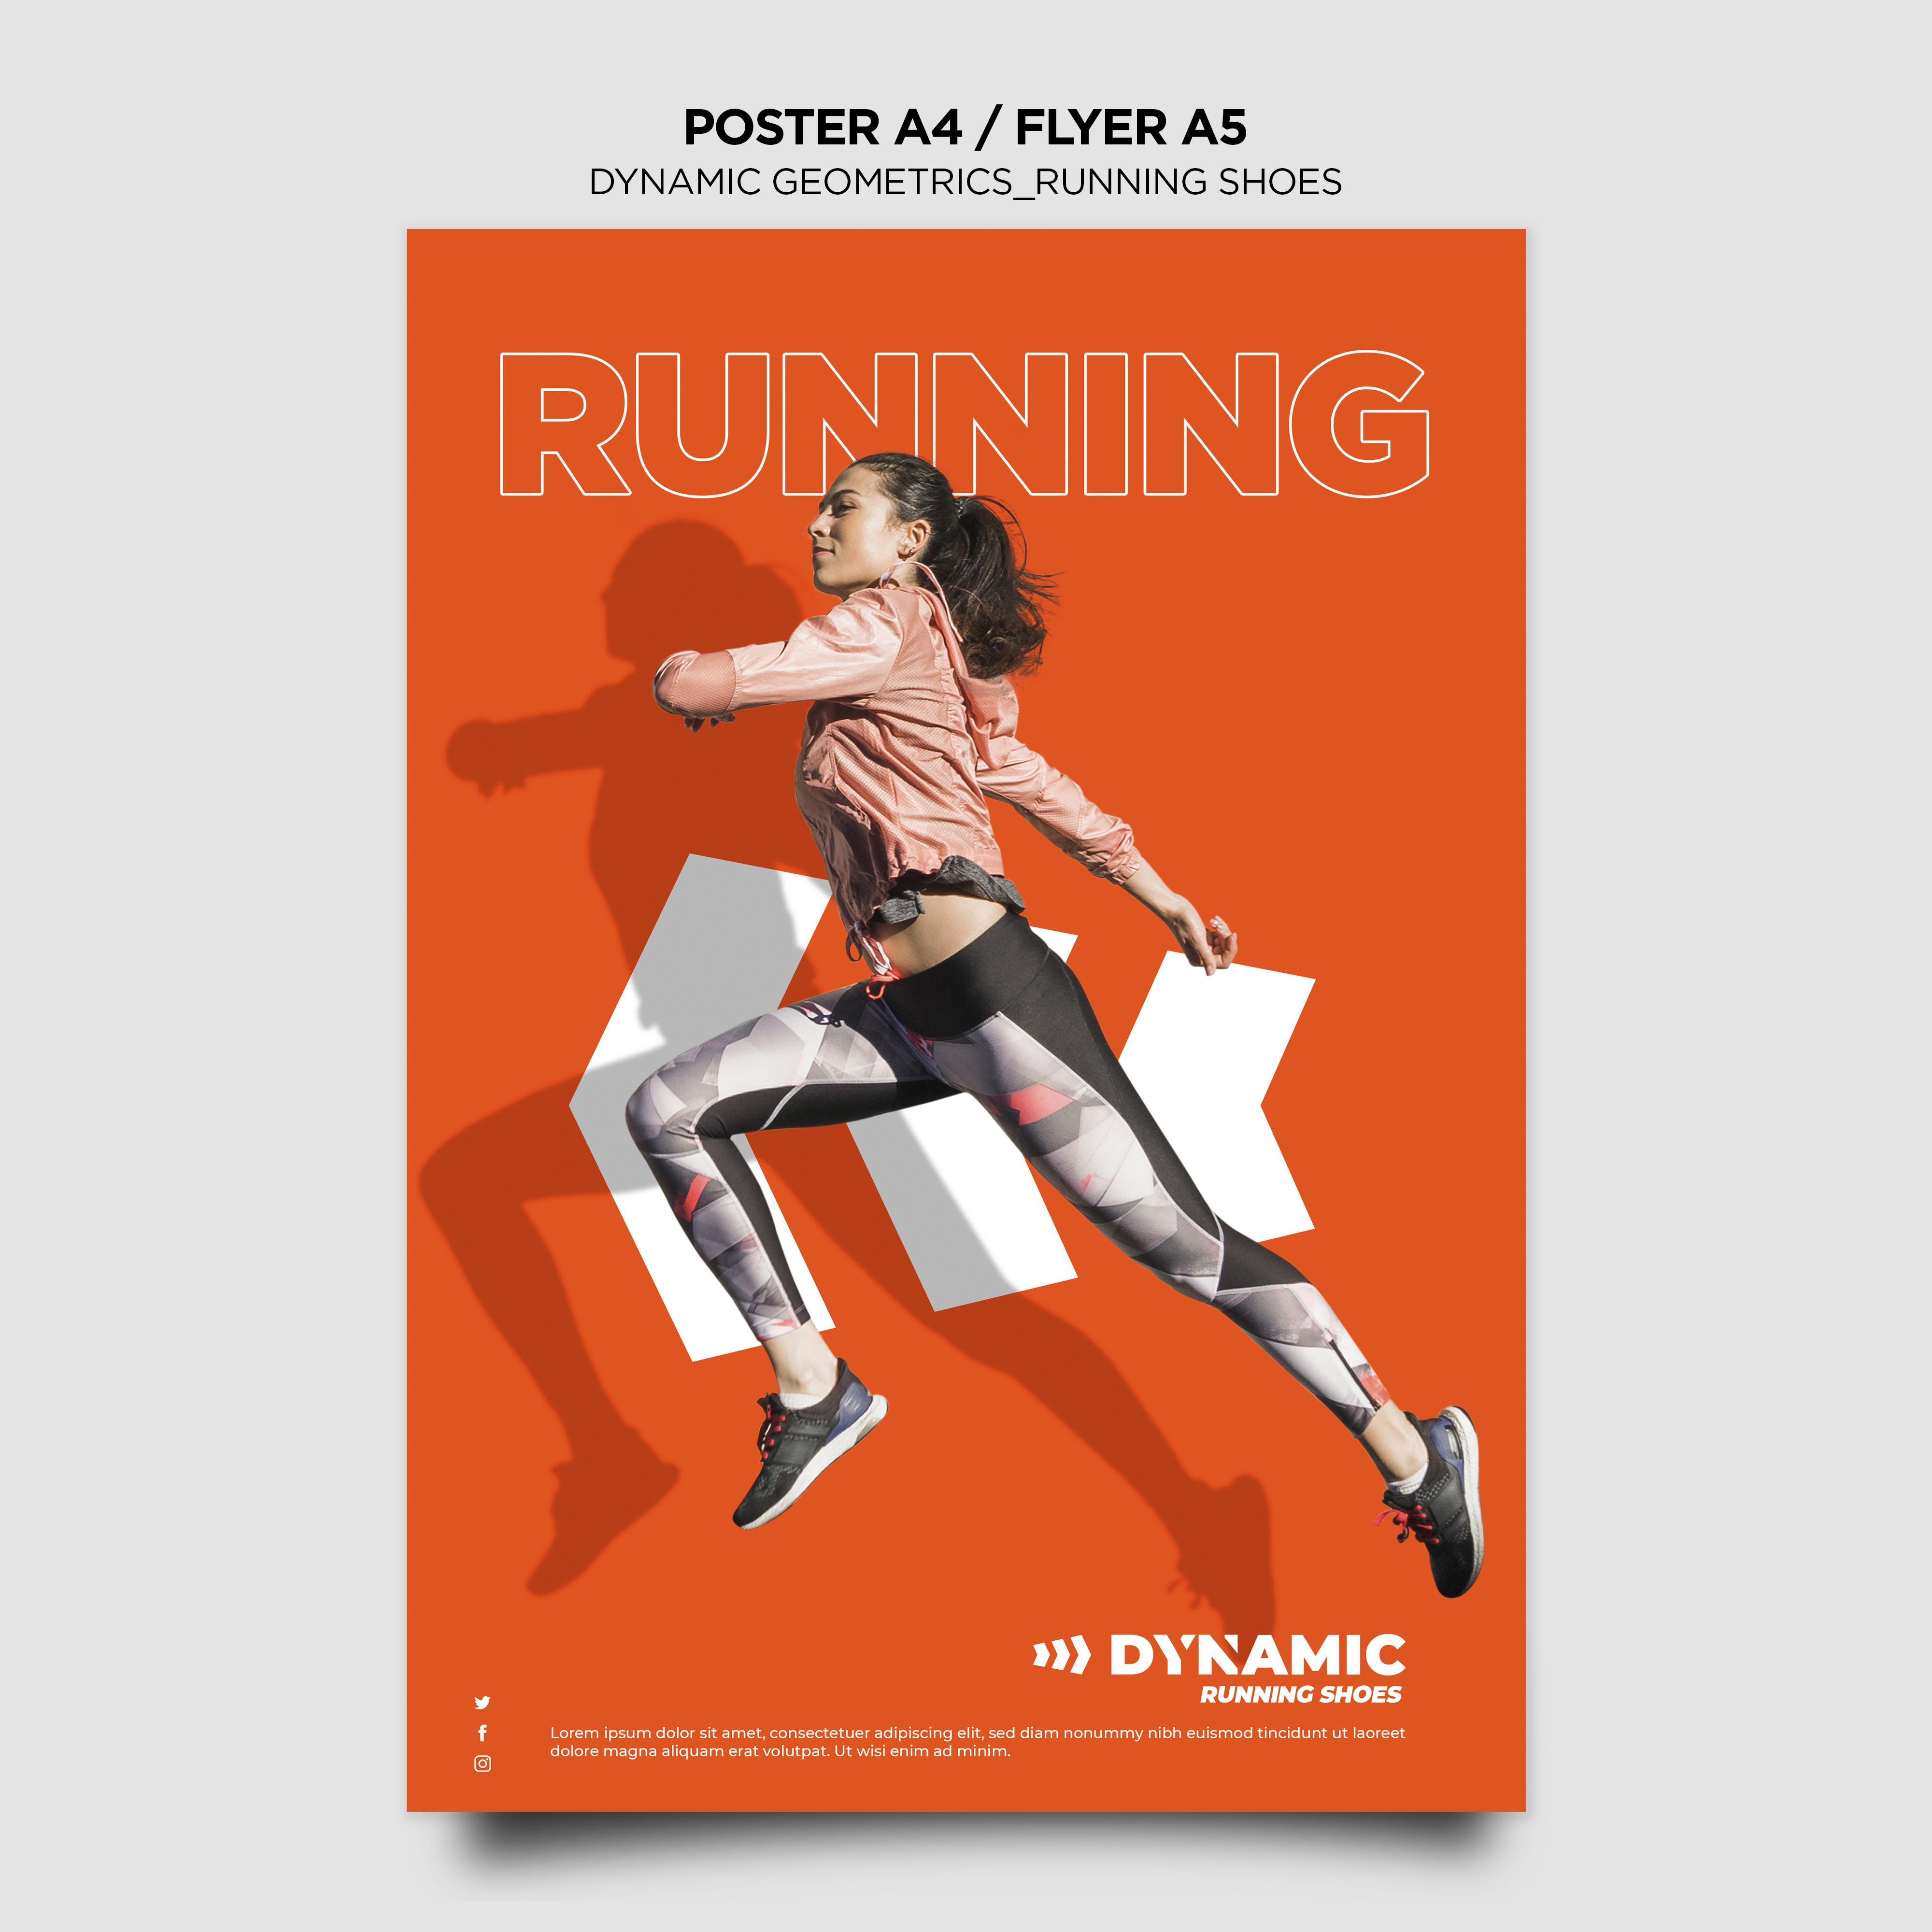 POSTER A4 / FLYER A5
DYNAMIC GEOMETRICS_RUNNING SHOES
RUNNING
DYNAMIC
RUNNING SHOES
Lorem ipsum dolor sit amet, consectetuer adipiscing elit, sed diam nonummy nibh euismod tincidunt ut laoreet
dolore magna aliquam erat volutpat. Ut wisi enim ad minim.